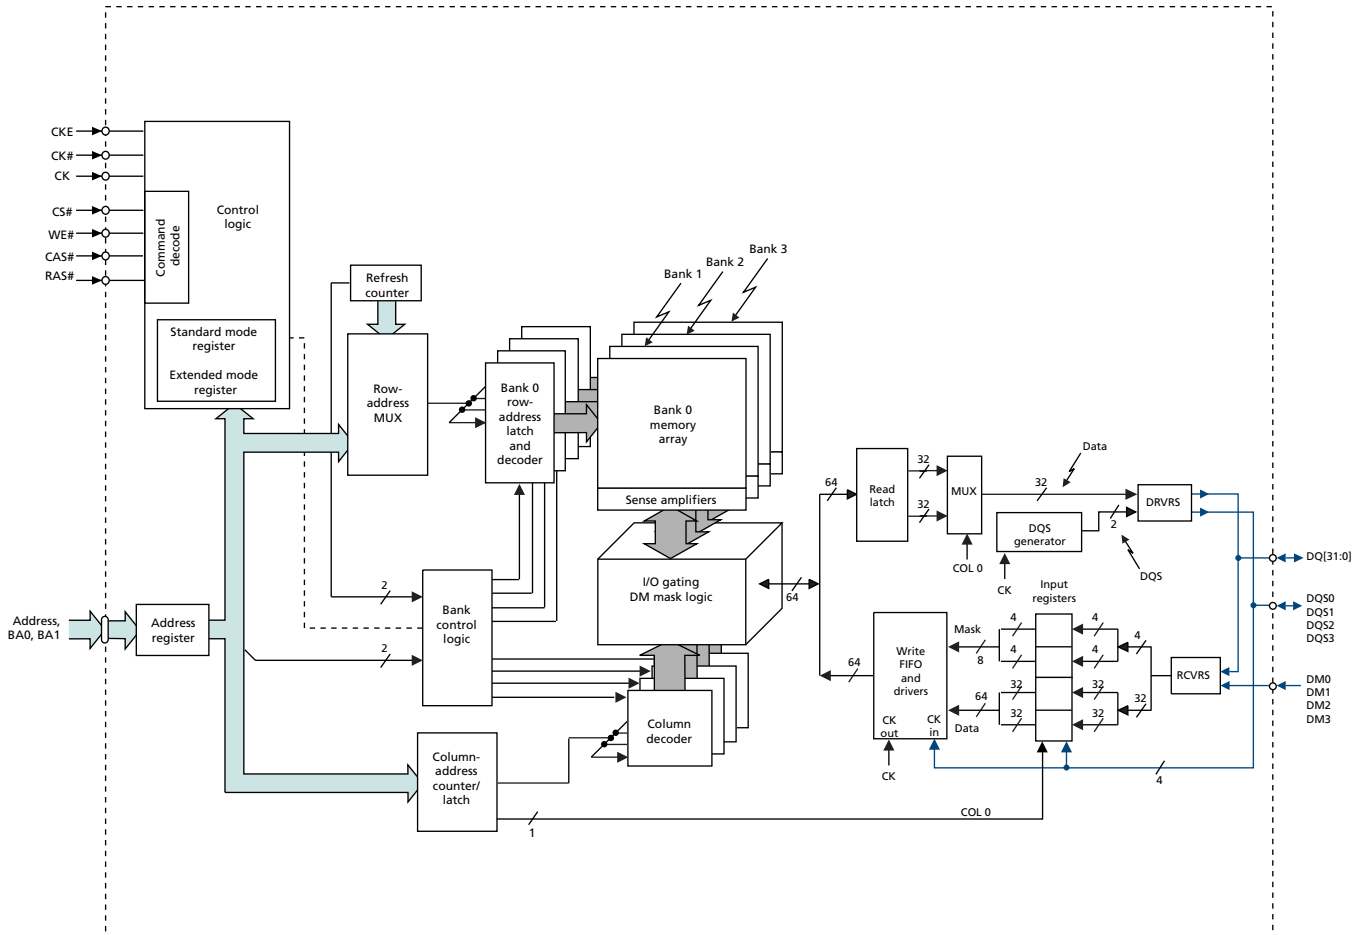 CKE
CK#
CK
CS#
WE#
CAS#
RAS#
Command
decode
Control
logic
Standard mode
register
Extended mode
register
Refresh
counter
Row-
address
MUX
Bank 0
row-
address
latch
and
decoder
Bank 1
Bank 2
Bank 3
Bank 0
memory
array
Sense amplifiers
I/O gating
DM mask logic
2
2
Bank
control
logic
Address,
BA0, BA1
Address
register
Column-
address
counter/
latch
Column
decoder
1
COL 0
64
64
64
Read
latch
32
32
MUX
COL 0
32
Data
DQS
generator
CK
2
DQS
DRVRS
Input
registers
Write
FIFO
and
drivers
CK
out
CK
in
CK
Mask
8
64
Data
4
4
32
32
4
4
32
32
4
32
RCVRS
4
DQ[31:0]
DQS0
DQS1
DQS2
DQS3
DM0
DM1
DM2
DM3